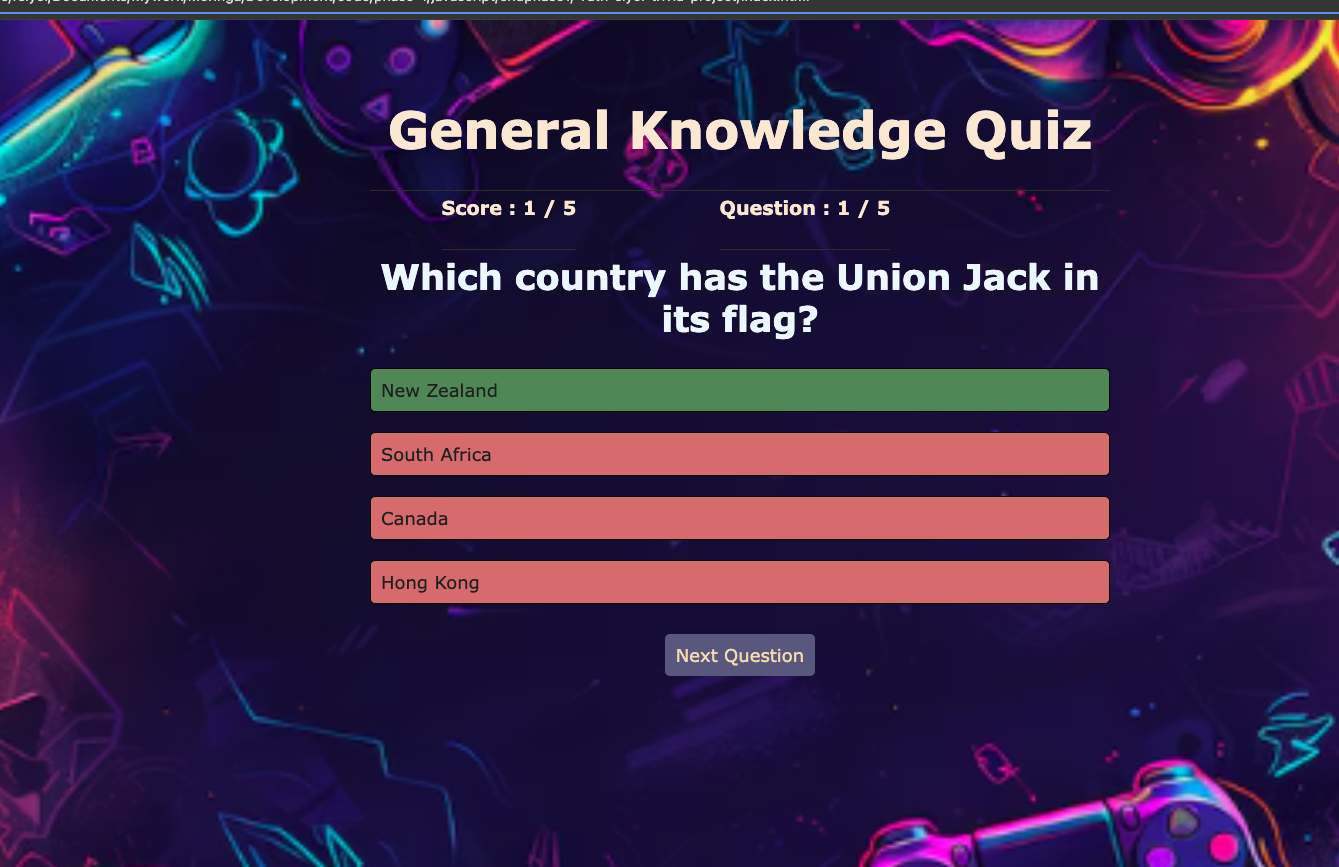 General Knowledge Quiz
Score : 1 / 5
Question : 1 / 5
Which country has the Union Jack in
its flag?
New Zealand
South Africa
Canada
Hong Kong
Next Question